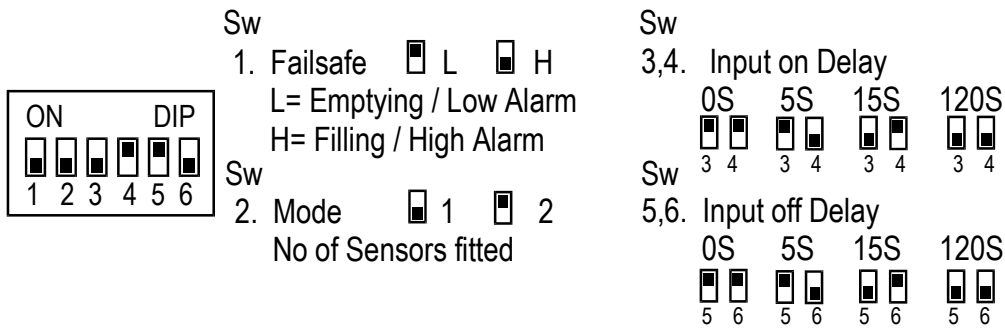 ON DIP
1 2 3 4 5 6
Sw
1. Failsafe L H
L= Emptying / Low Alarm
H= Filling / High Alarm
Sw
2. Mode 1 2
No of Sensors fitted
Sw
3,4. Input on Delay
0S 5S 15S 120S
3 4 3 4 3 4 3 4
Sw
5,6. Input off Delay
0S 5S 15S 120S
5 6 5 6 5 6 5 6